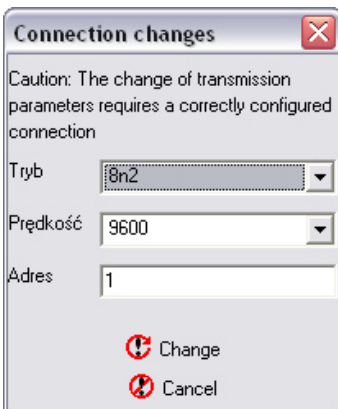 Connection changes
Caution: The change of transmission
parameters requires a correctly configured
connection
Tryb 8n2
Prędkość 9600
Adres 1
Change
Cancel